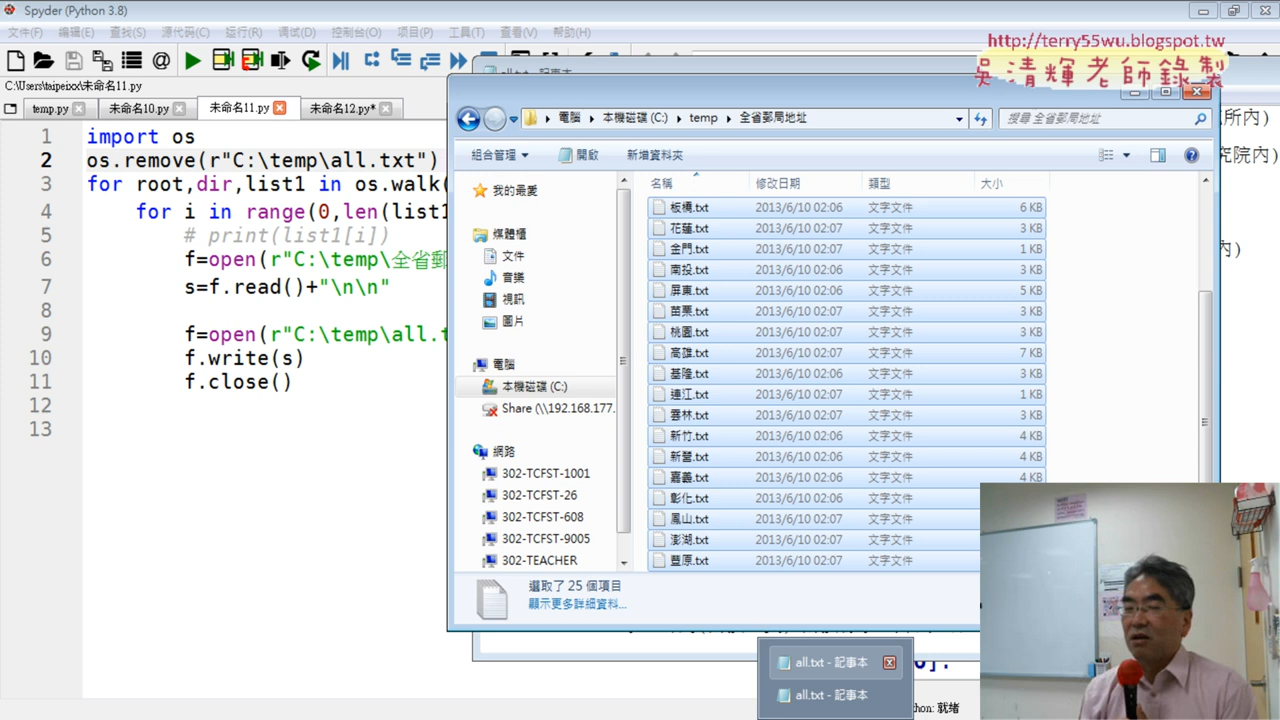 Spyder (Python 3.8)
文件(F) 编辑(E) 查找(S) 源代码(C) 运行(R) 调试(D) 控制台(O) 项目(P) 工具(T) 查看(V) 帮助(H)
http://terry55wu.blogspot.tw
吳清輝老師錄製
C:\Users\taipeixx\未命名11.py
temp.py 未命名10.py 未命名11.py 未命名12.py*
1 import os
2 os.remove(r"C:\temp\all.txt")
3 for root,dir,list1 in os.walk(
4 for i in range(0,len(list1
5 # print(list1[i])
6 f=open(r"C:\temp\全省郵
7 s=f.read()+"\n\n"
8
9 f=open(r"C:\temp\all.t
10 f.write(s)
11 f.close()
12
13
電腦 本機磁碟 (C:) temp 全省郵局地址
搜尋 全省郵局地址
組合管理 開啟 新增資料夾
我的最愛
媒體櫃
文件
音樂
視訊
圖片
電腦
本機磁碟 (C:)
Share (\\192.168.177.
網路
302-TCFST-1001
302-TCFST-26
302-TCFST-608
302-TCFST-9005
302-TEACHER
名稱 修改日期 類型 大小
板橋.txt 2013/6/10 02:06 文字文件 6 KB
花蓮.txt 2013/6/10 02:07 文字文件 3 KB
金門.txt 2013/6/10 02:07 文字文件 1 KB
南投.txt 2013/6/10 02:06 文字文件 3 KB
屏東.txt 2013/6/10 02:07 文字文件 5 KB
苗栗.txt 2013/6/10 02:06 文字文件 3 KB
桃園.txt 2013/6/10 02:07 文字文件 3 KB
高雄.txt 2013/6/10 02:07 文字文件 7 KB
基隆.txt 2013/6/10 02:06 文字文件 3 KB
連江.txt 2013/6/10 02:07 文字文件 1 KB
雲林.txt 2013/6/10 02:07 文字文件 3 KB
新竹.txt 2013/6/10 02:06 文字文件 4 KB
新營.txt 2013/6/10 02:06 文字文件 4 KB
嘉義.txt 2013/6/10 02:06 文字文件 4 KB
彰化.txt 2013/6/10 02:06 文字文件
鳳山.txt 2013/6/10 02:07 文字文件
澎湖.txt 2013/6/10 02:07 文字文件
豐原.txt 2013/6/10 02:06 文字文件
選取了 25 個項目
顯示更多詳細資料...
所內)
究院內)
內)
all.txt - 記事本
all.txt - 記事本
thon: 就绪